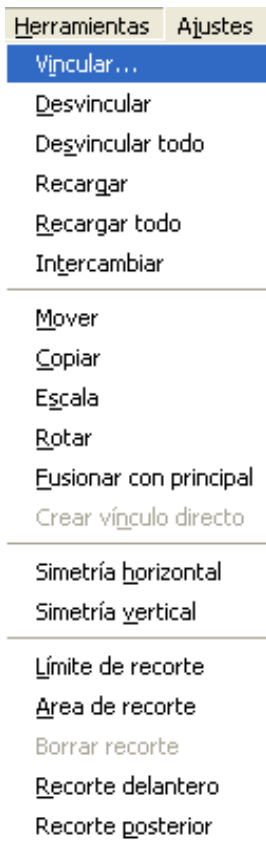 Herramientas Ajustes
Vincular...
Desvincular
Desvincular todo
Recargar
Recargar todo
Intercambiar
Mover
Copiar
Escala
Rotar
Fusionar con principal
Crear vínculo directo
Simetría horizontal
Simetría vertical
Límite de recorte
Area de recorte
Borrar recorte
Recorte delantero
Recorte posterior